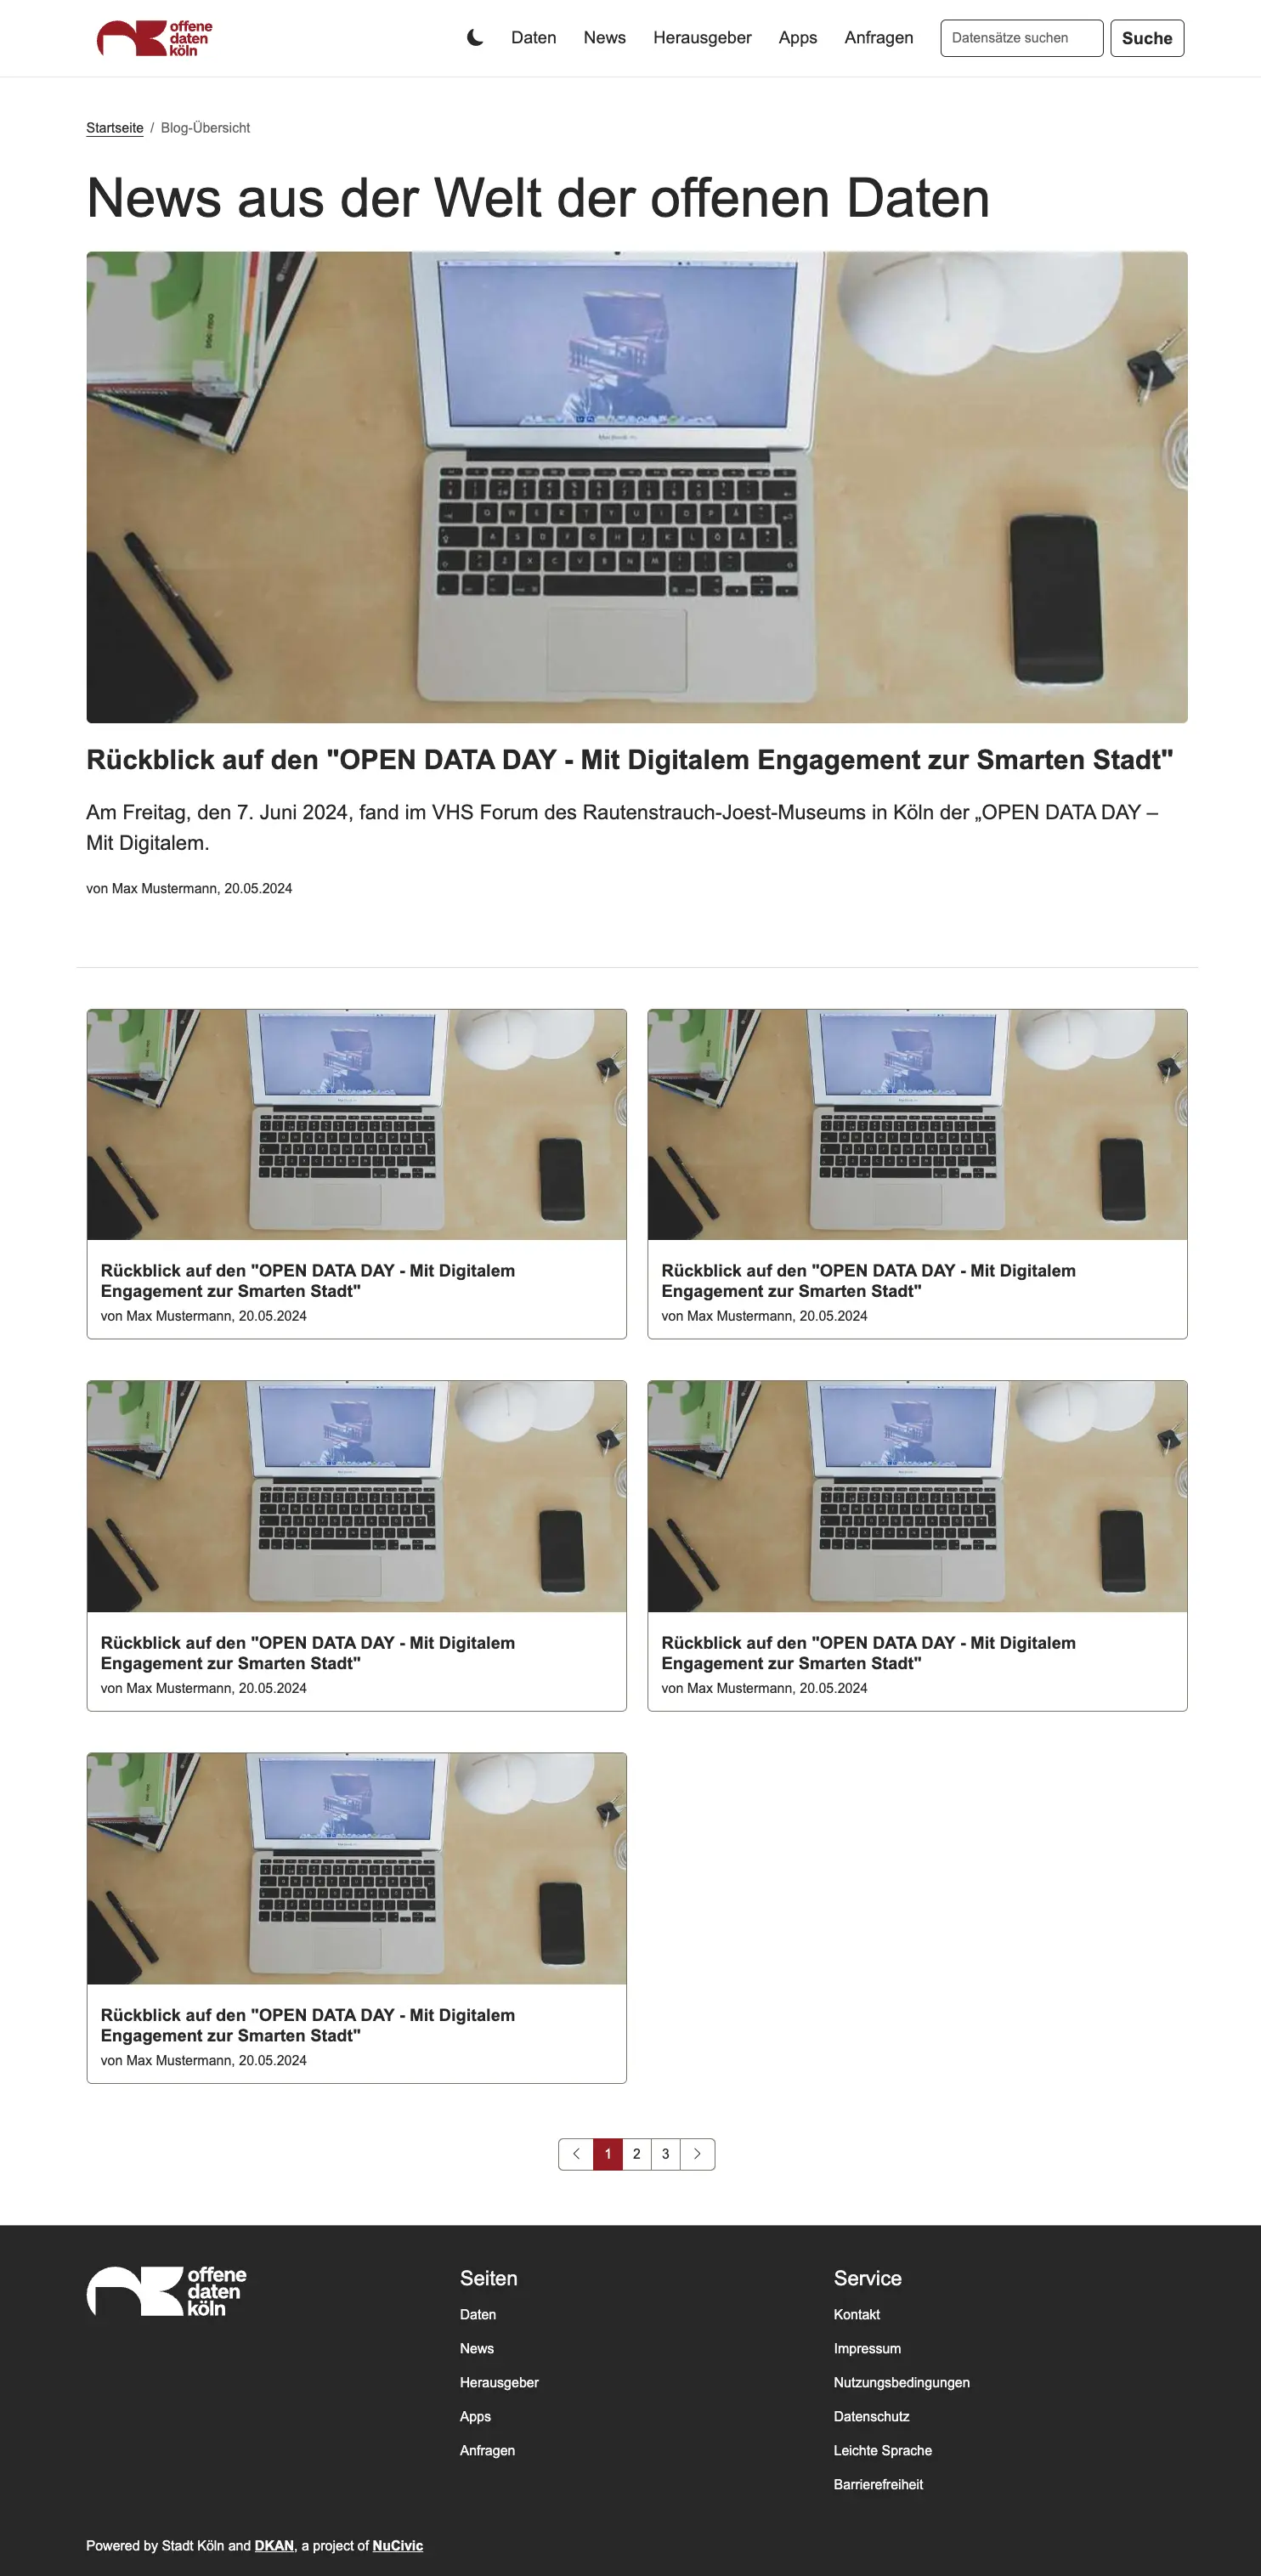 offene
daten
köln
Daten News Herausgeber Apps Anfragen Datensätze suchen Suche
Startseite / Blog-Übersicht
News aus der Welt der offenen Daten
Rückblick auf den "OPEN DATA DAY - Mit Digitalem Engagement zur Smarten Stadt"
Am Freitag, den 7. Juni 2024, fand im VHS Forum des Rautenstrauch-Joest-Museums in Köln der „OPEN DATA DAY –
Mit Digitalem.
von Max Mustermann, 20.05.2024
Rückblick auf den "OPEN DATA DAY - Mit Digitalem
Engagement zur Smarten Stadt"
von Max Mustermann, 20.05.2024
Rückblick auf den "OPEN DATA DAY - Mit Digitalem
Engagement zur Smarten Stadt"
von Max Mustermann, 20.05.2024
Rückblick auf den "OPEN DATA DAY - Mit Digitalem
Engagement zur Smarten Stadt"
von Max Mustermann, 20.05.2024
Rückblick auf den "OPEN DATA DAY - Mit Digitalem
Engagement zur Smarten Stadt"
von Max Mustermann, 20.05.2024
Rückblick auf den "OPEN DATA DAY - Mit Digitalem
Engagement zur Smarten Stadt"
von Max Mustermann, 20.05.2024
1 2 3
offene
daten
köln
Seiten
Daten
News
Herausgeber
Apps
Anfragen
Service
Kontakt
Impressum
Nutzungsbedingungen
Datenschutz
Leichte Sprache
Barrierefreiheit
Powered by Stadt Köln and DKAN, a project of NuCivic